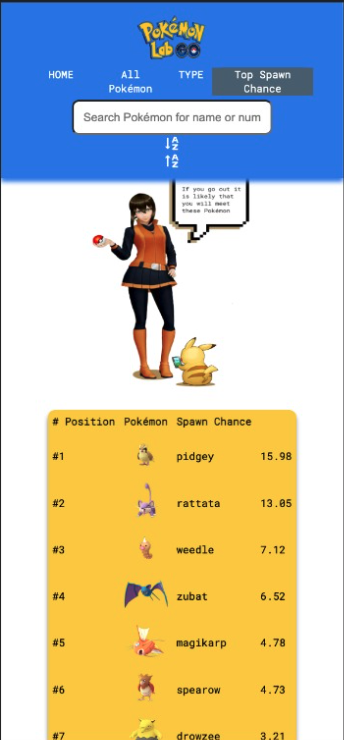 POKéMON
Lab GO
HOME
All
Pokémon
TYPE
Top Spawn
Chance
Search Pokémon for name or num
A
Z
A
Z
If you go out it
is likely that
you will meet
these Pokémon
# Position Pokémon Spawn Chance
#1 pidgey 15.98
#2 rattata 13.05
#3 weedle 7.12
#4 zubat 6.52
#5 magikarp 4.78
#6 spearow 4.73
#7 drowzee 3.21